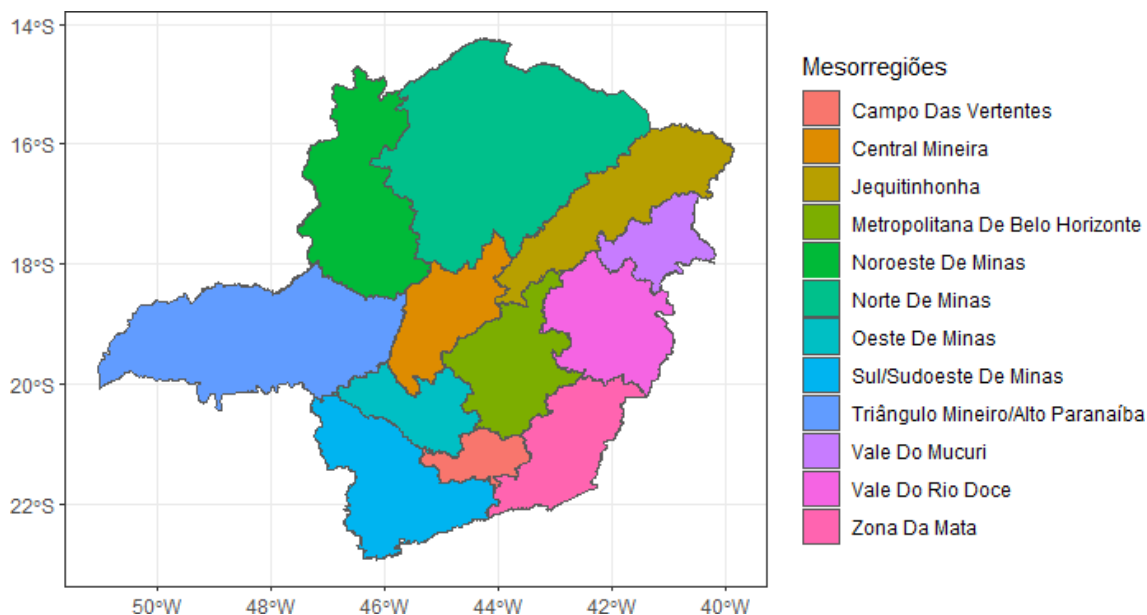 14°S
16°S
18°S
20°S
22°S
50°W 48°W 46°W 44°W 42°W 40°W
Mesorregiões
Campo Das Vertentes
Central Mineira
Jequitinhonha
Metropolitana De Belo Horizonte
Noroeste De Minas
Norte De Minas
Oeste De Minas
Sul/Sudoeste De Minas
Triângulo Mineiro/Alto Paranaíba
Vale Do Mucuri
Vale Do Rio Doce
Zona Da Mata